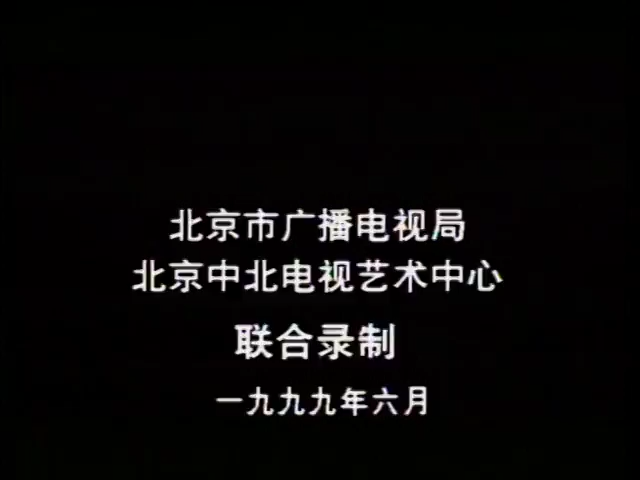 北京市广播电视局
北京中北电视艺术中心
联合录制
一九九九年六月